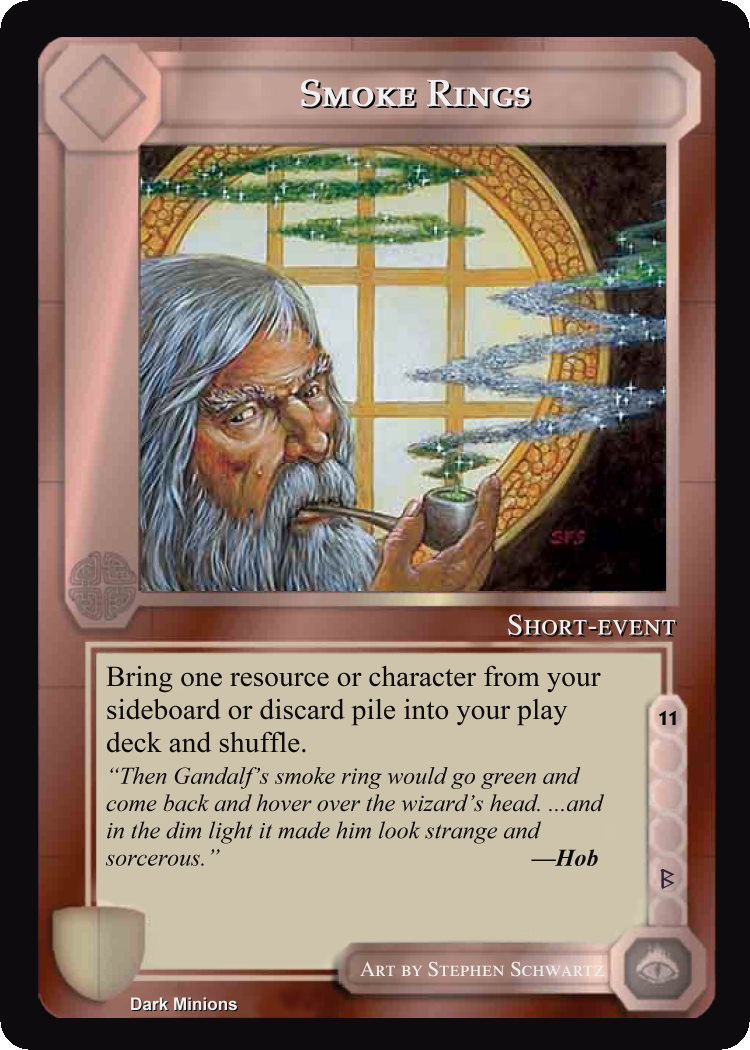 Smoke Rings
SFS
Short-event
Bring one resource or character from your
sideboard or discard pile into your play
deck and shuffle.
“Then Gandalf’s smoke ring would go green and
come back and hover over the wizard’s head. ...and
in the dim light it made him look strange and
sorcerous.” —Hob
11
B
Art by Stephen Schwartz
Dark Minions